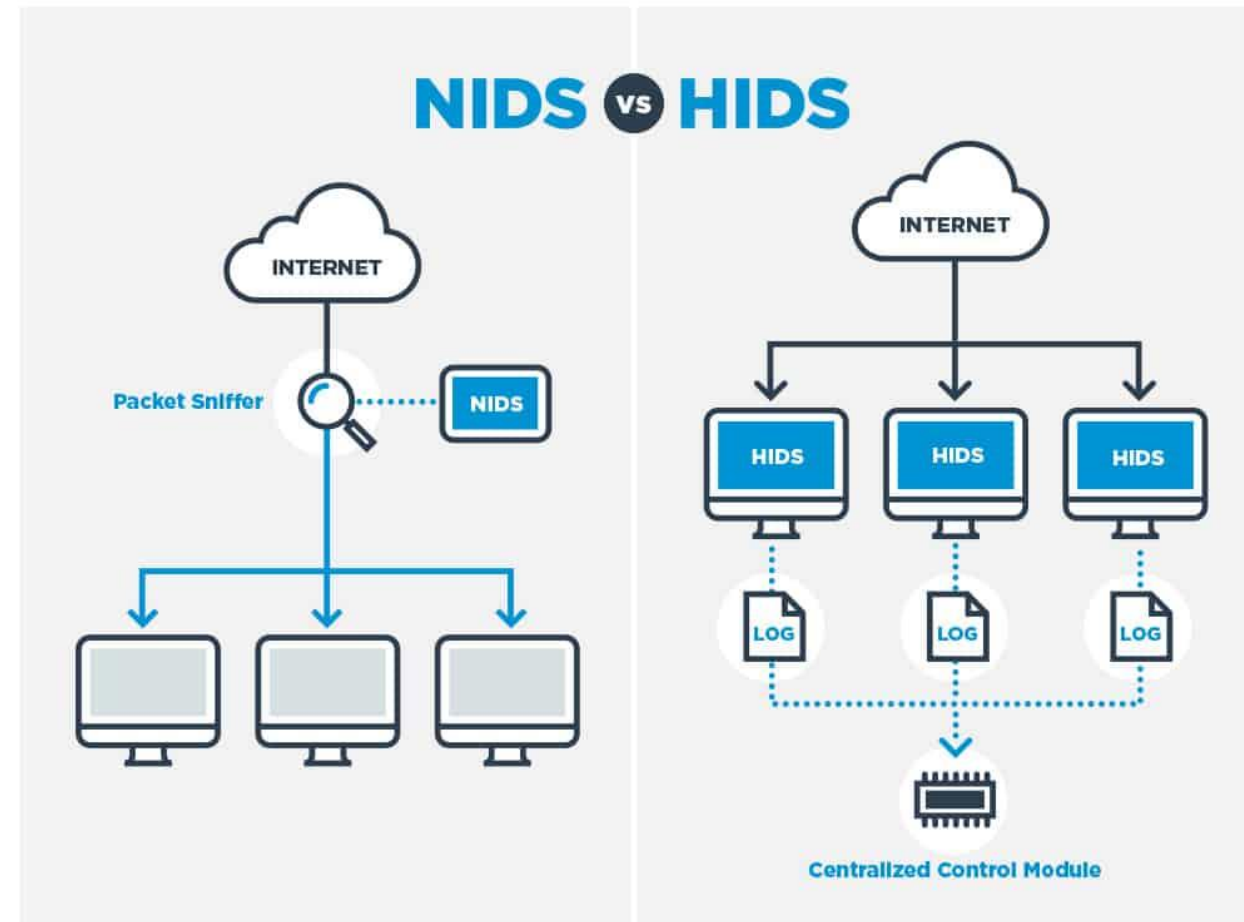 NIDS vs HIDS
INTERNET
Packet Sniffer
NIDS
INTERNET
HIDS
HIDS
HIDS
LOG
LOG
LOG
Centralized Control Module